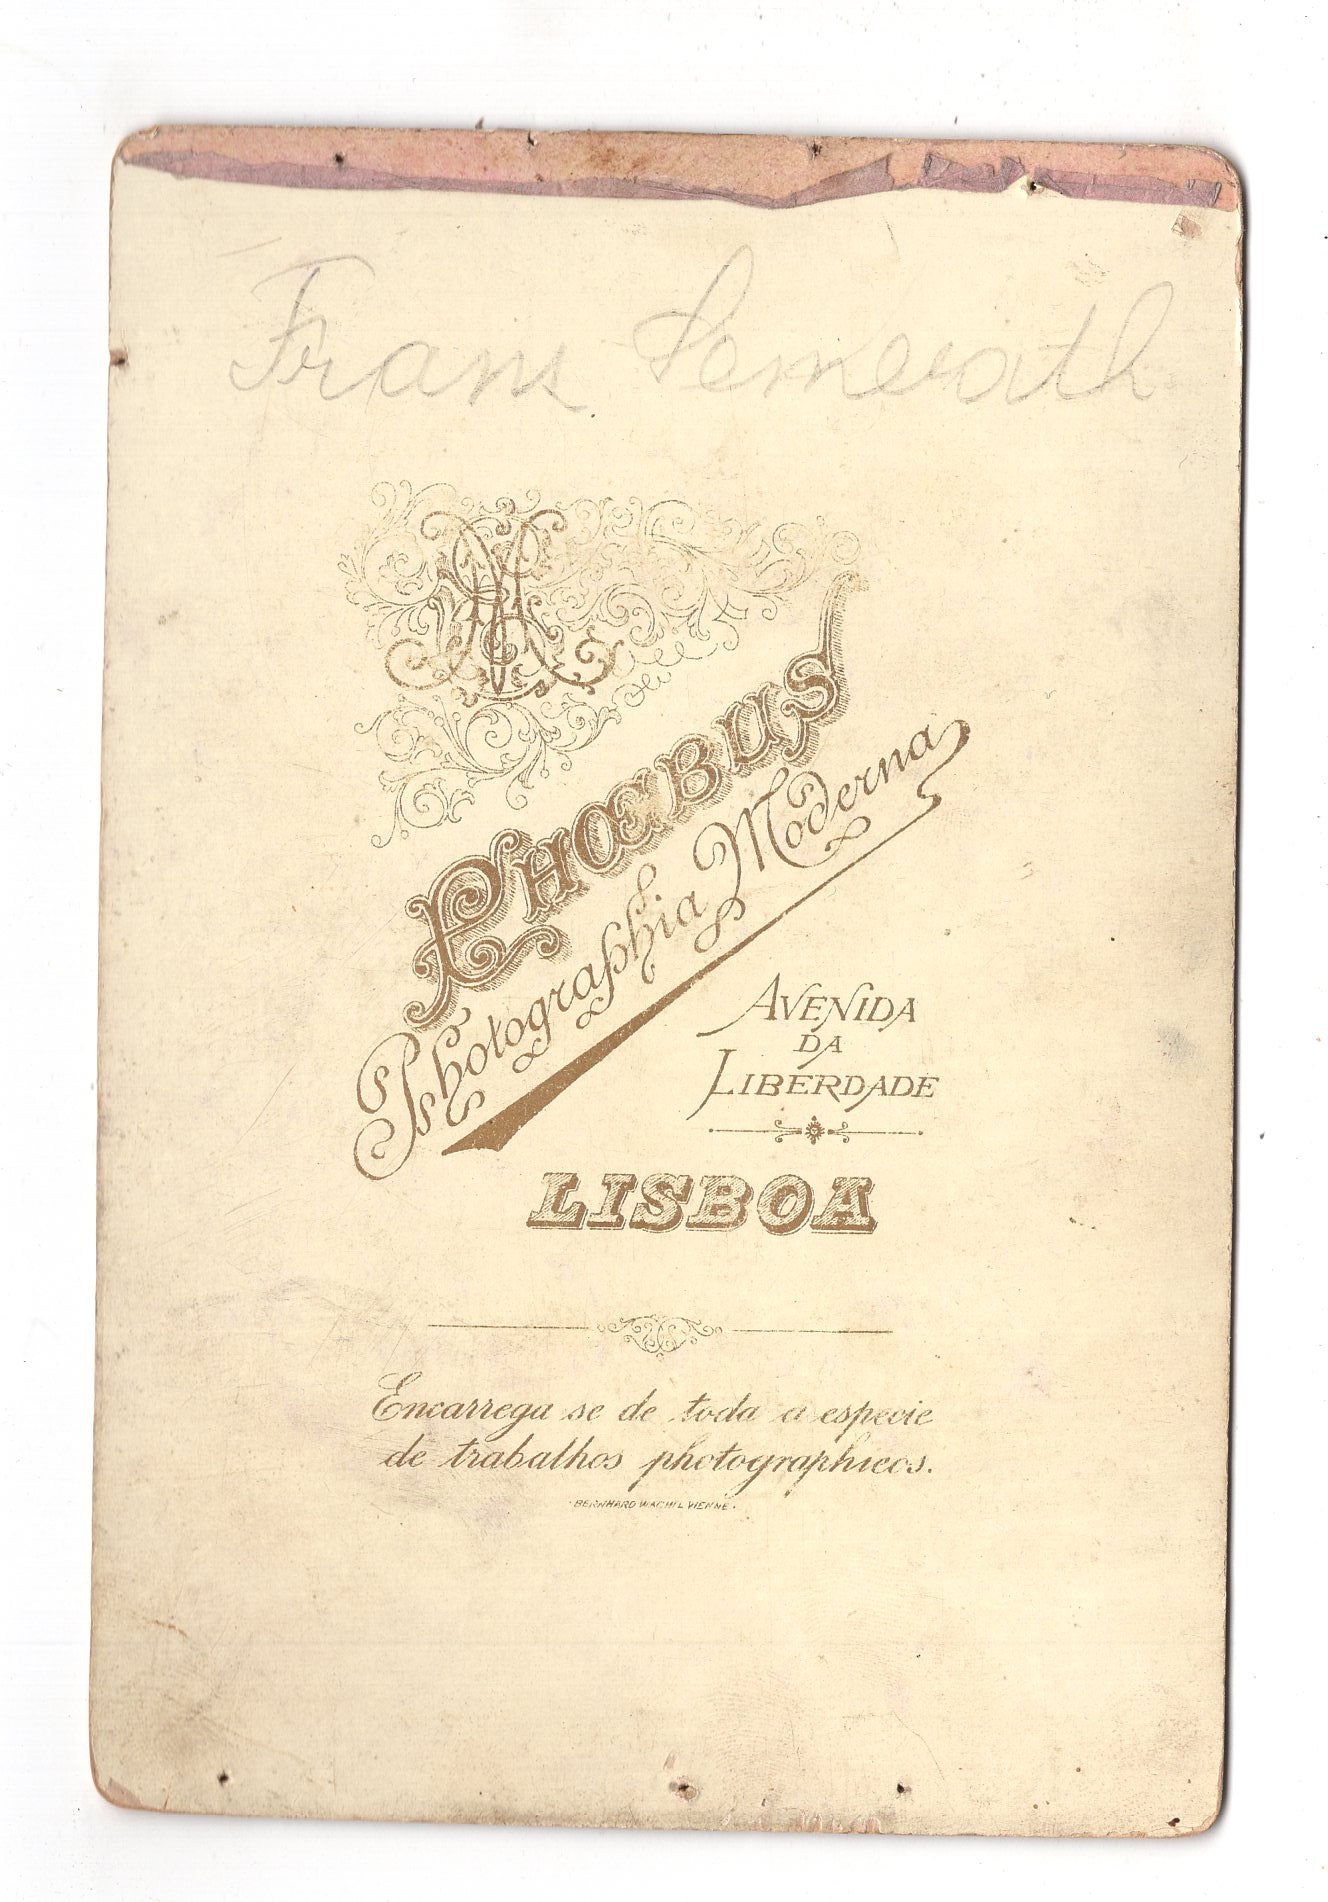 Franz Semerath
M
PHOEBUS
Photographia Moderna
AVENIDA
DA
LIBERDADE
LISBOA
Encarrega se de toda a especie
de trabalhos photographicos.
BERNHARD WACHTL VIENNE.